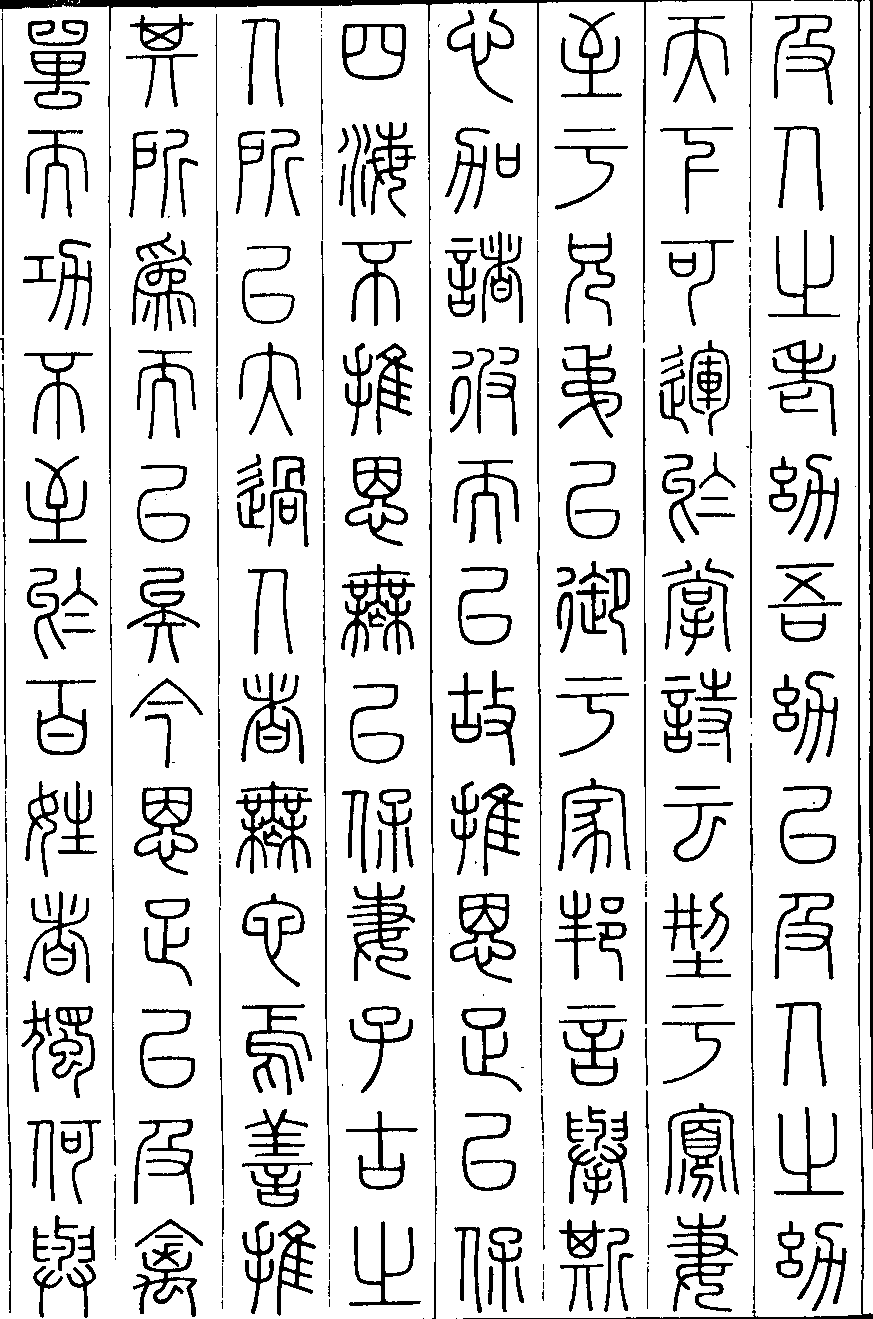 及人之老幼吾幼以及人之幼
天下可運於掌詩云型于寡妻
至于兄弟以御于家邦言舉斯
心加諸彼而已故推恩足以保
四海不推恩無以保妻子古之
人所以大過人者無它焉善推
其所為而已矣今恩足以及禽
嘼而功不至於百姓者獨何與